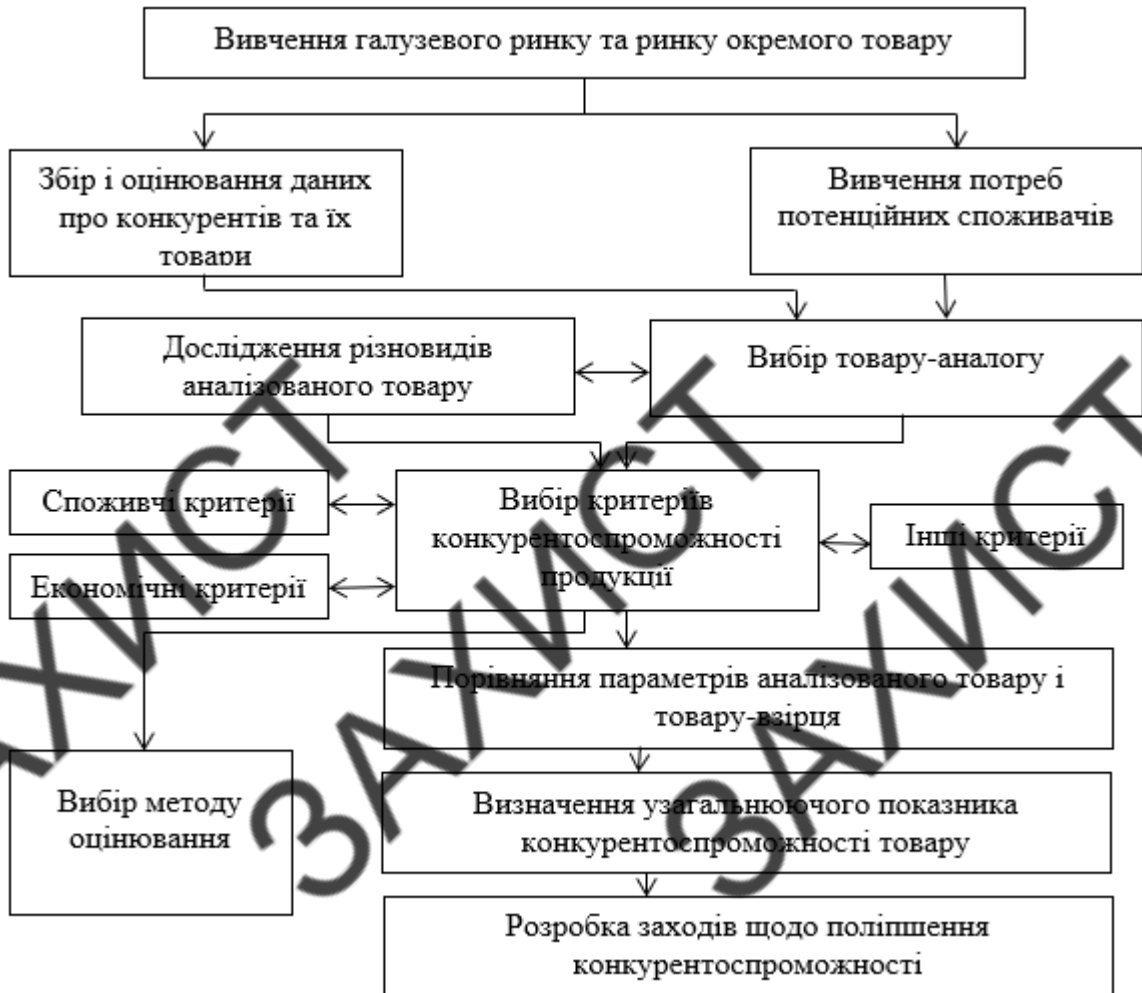 Вивчення галузевого ринку та ринку окремого товару
Збір і оцінювання даних
про конкурентів та їх
товари
Вивчення потреб
потенційних споживачів
Дослідження різновидів
аналізованого товару
Вибір товару-аналогу
Споживчі критерії
Вибір критеріїв
конкурентоспроможності
продукції
Інші критерії
Економічні критерії
Порівняння параметрів аналізованого товару і
товару-взірця
Вибір методу
оцінювання
Визначення узагальнюючого показника
конкурентоспроможності товару
Розробка заходів щодо поліпшення
конкурентоспроможності
ЗАХИСТ
ЗАХИСТ
ЗАХИСТ